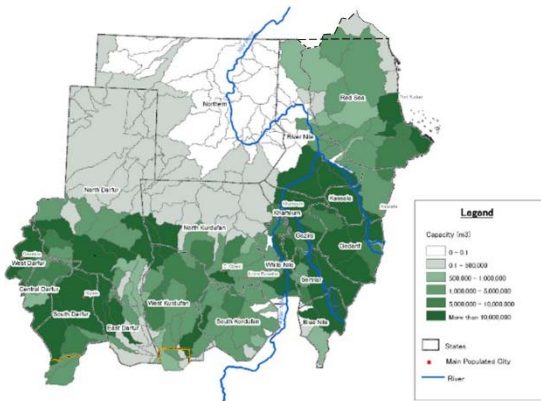 Northern
Red Sea
River Nile
North Darfur
Kassala
Khartoum
North Kurdufan
Gezira
Gedarif
West Darfur
White Nile
Central Darfur
West Kurdufan
Sennar
South Darfur
South Kordufan
Blue Nile
East Darfur
Legend
Capacity [m3]
0 - 0.1
0.1 - 500,000
500,000 - 1,000,000
1,000,000 - 5,000,000
5,000,000 - 10,000,000
More than 10,000,000
States
Main Populated City
River